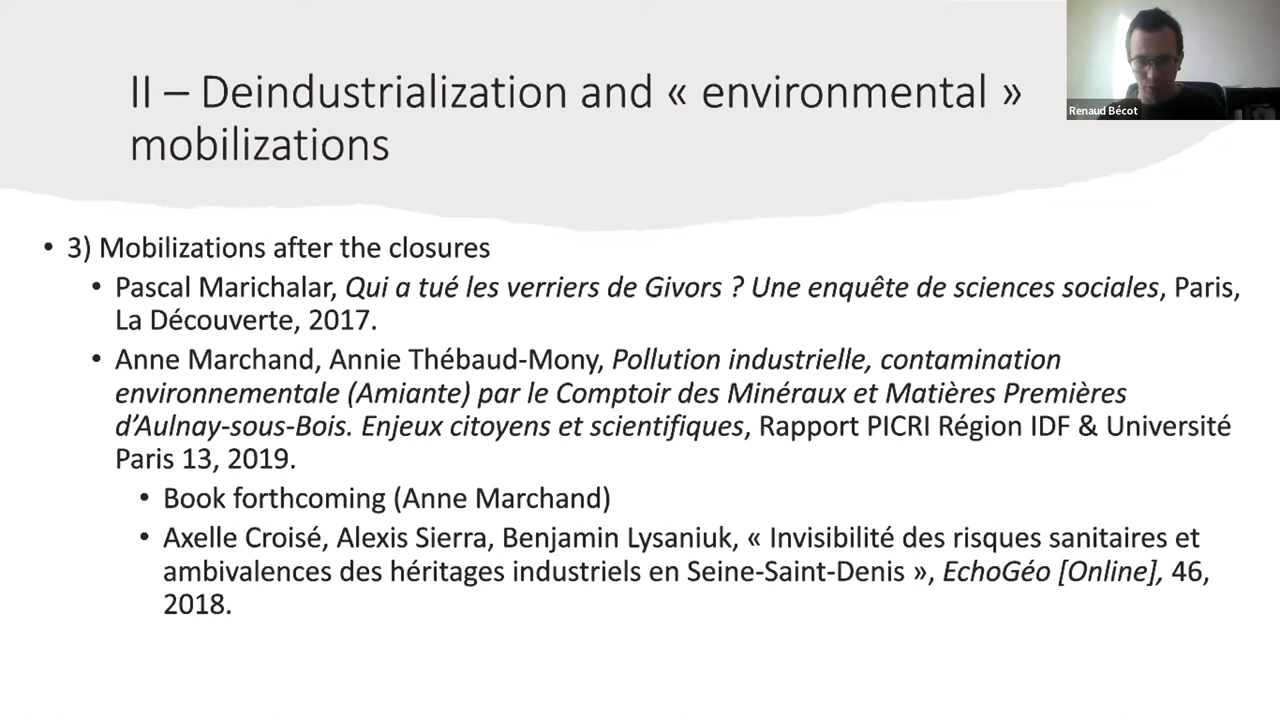 II – Deindustrialization and « environmental »
mobilizations
Renaud Bécot
• 3) Mobilizations after the closures
• Pascal Marichalar, Qui a tué les verriers de Givors ? Une enquête de sciences sociales, Paris,
La Découverte, 2017.
• Anne Marchand, Annie Thébaud-Mony, Pollution industrielle, contamination
environnementale (Amiante) par le Comptoir des Minéraux et Matières Premières
d’Aulnay-sous-Bois. Enjeux citoyens et scientifiques, Rapport PICRI Région IDF & Université
Paris 13, 2019.
• Book forthcoming (Anne Marchand)
• Axelle Croisé, Alexis Sierra, Benjamin Lysaniuk, « Invisibilité des risques sanitaires et
ambivalences des héritages industriels en Seine-Saint-Denis », EchoGéo [Online], 46,
2018.